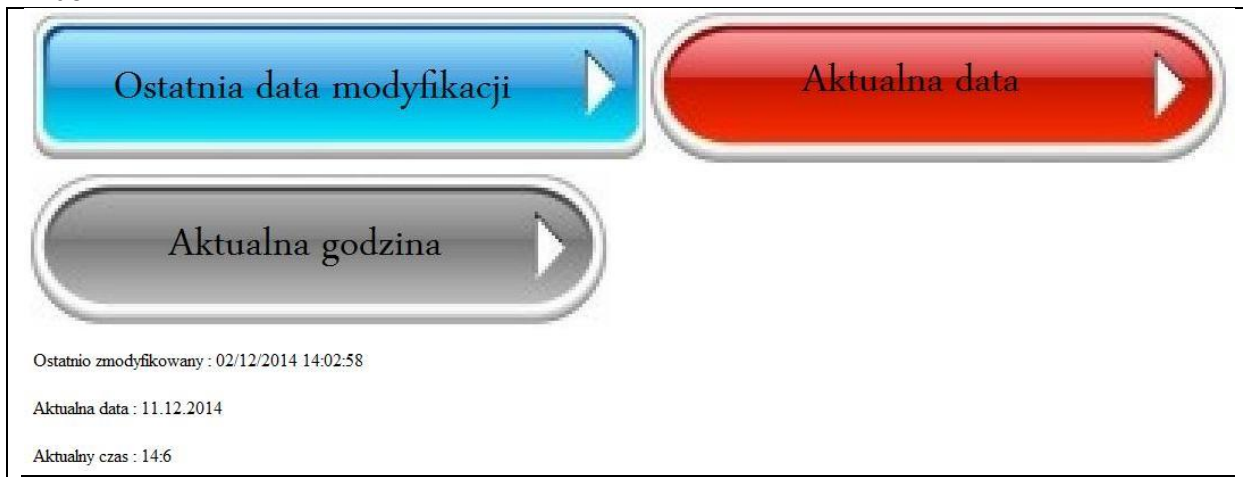 Ostatnia data modyfikacji
Aktualna data
Aktualna godzina
Ostatnio zmodyfikowany : 02/12/2014 14:02:58
Aktualna data : 11.12.2014
Aktualny czas : 14:6